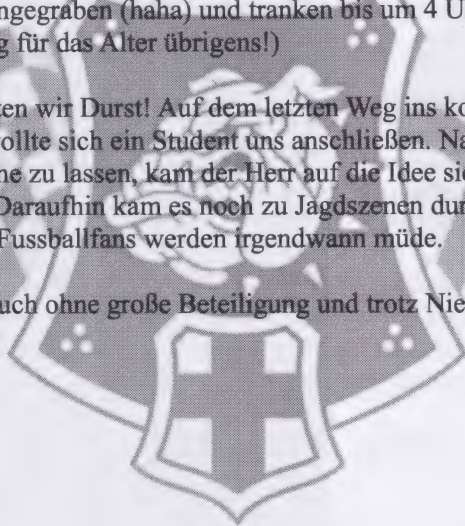 ngegraben (haha) und tranken bis um 4 U
g für das Alter übrigens!)
ten wir Durst! Auf dem letzten Weg ins ko
vollte sich ein Student uns anschließen. Na
ne zu lassen, kam der Herr auf die Idee sic
Daraufhin kam es noch zu Jagdszenen dur
Fussballfans werden irgendwann müde.
uch ohne große Beteiligung und trotz Nie